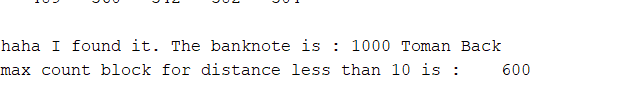 haha I found it. The banknote is : 1000 Toman Back
max count block for distance less than 10 is :    600